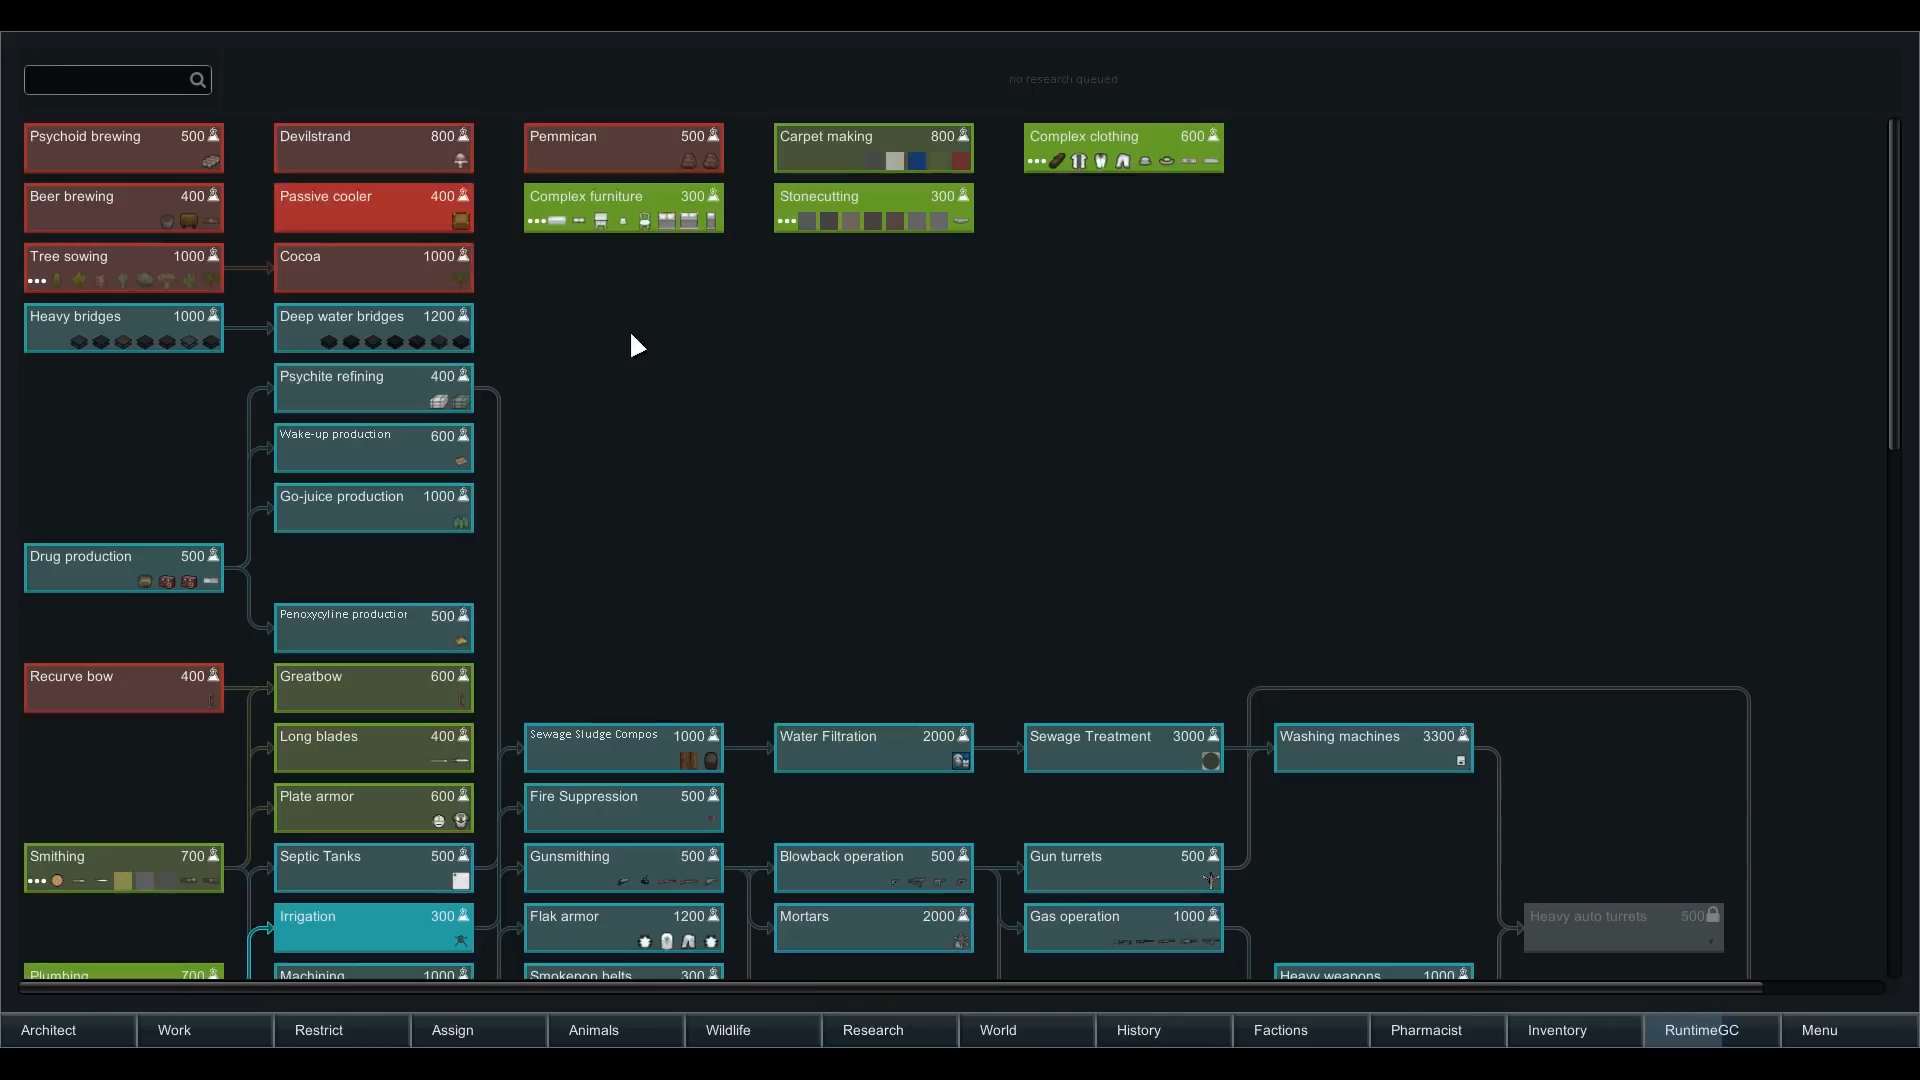 no research queued
Psychoid brewing 500
Devilstrand 800
Pemmican 500
Carpet making 800
Complex clothing 600
Beer brewing 400
Passive cooler 400
Complex furniture 300
Stonecutting 300
Tree sowing 1000
Cocoa 1000
Heavy bridges 1000
Deep water bridges 1200
Psychite refining 400
Wake-up production 600
Go-juice production 1000
Drug production 500
Penoxycyline production 500
Recurve bow 400
Greatbow 600
Long blades 400
Sewage Sludge Compos 1000
Water Filtration 2000
Sewage Treatment 3000
Washing machines 3300
Plate armor 600
Fire Suppression 500
Smithing 700
Septic Tanks 500
Gunsmithing 500
Blowback operation 500
Gun turrets 500
Irrigation 300
Flak armor 1200
Mortars 2000
Gas operation 1000
Heavy auto turrets 500
Plumbing 700
Machining 1000
Smokepop belts 300
Heavy weapons 1000
Architect Work Restrict Assign Animals Wildlife Research World History Factions Pharmacist Inventory RuntimeGC Menu